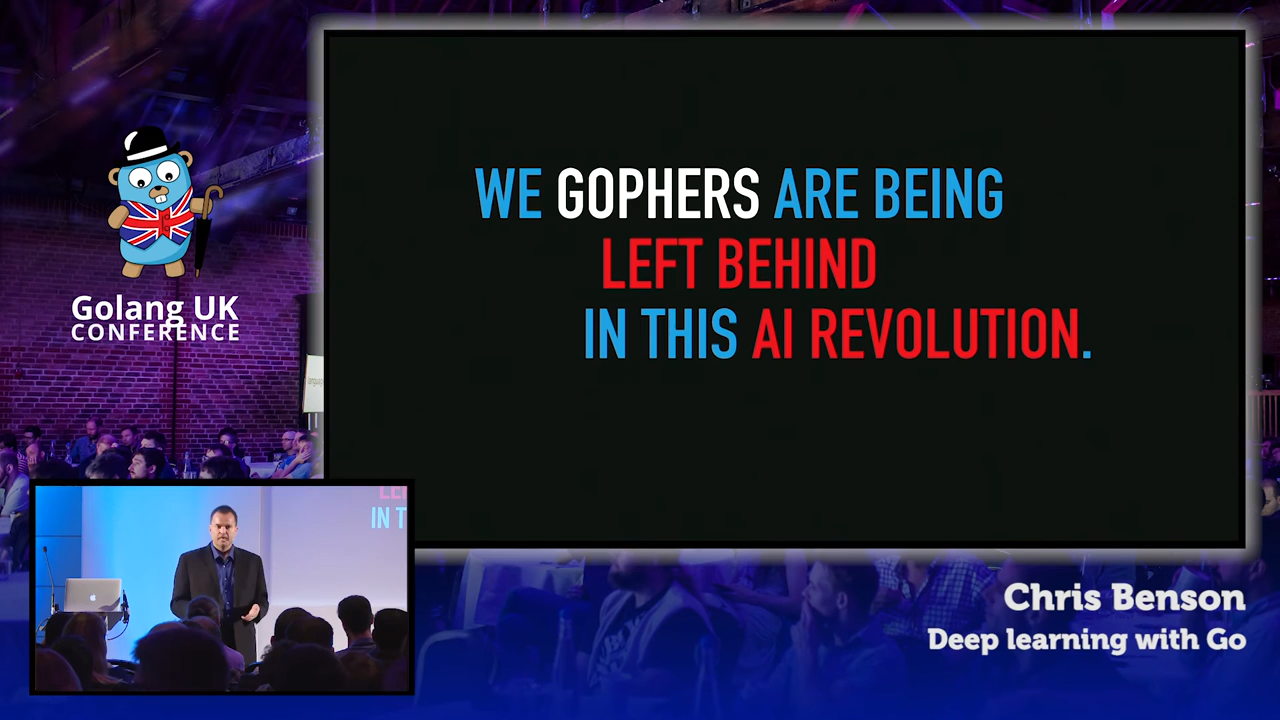 WE GOPHERS ARE BEING
LEFT BEHIND
IN THIS AI REVOLUTION.
Golang UK
CONFERENCE
IN T
Chris Benson
Deep learning with Go